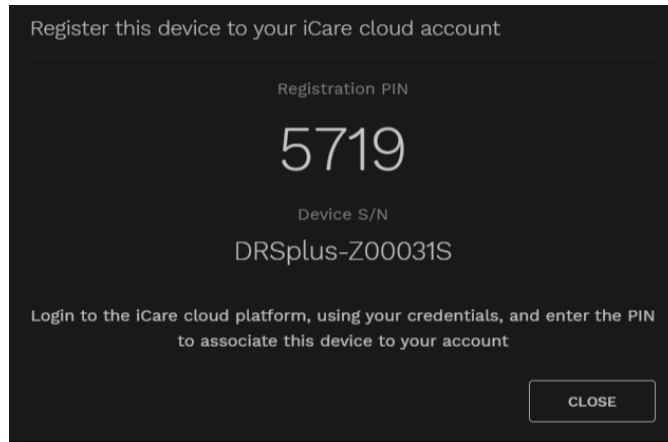 Register this device to your iCare cloud account
Registration PIN
5719
Device S/N
DRSplus-Z00031S
Login to the iCare cloud platform, using your credentials, and enter the PIN
to associate this device to your account
CLOSE